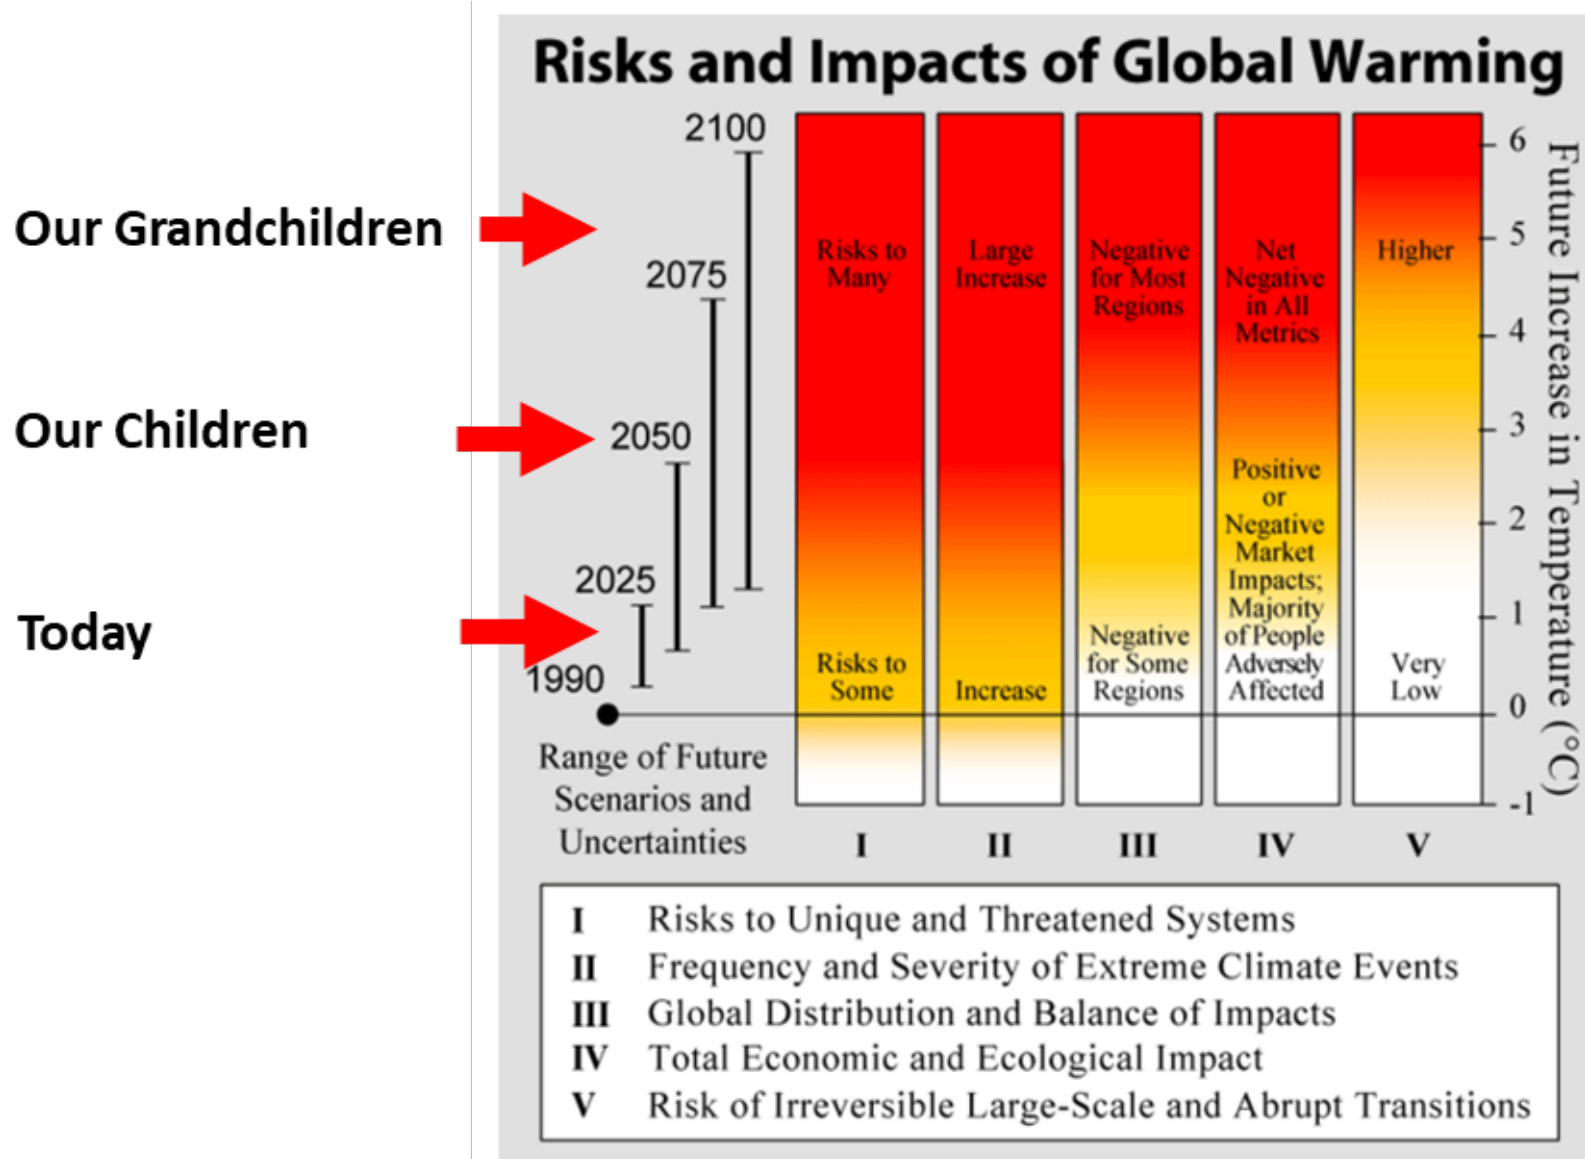 Risks and Impacts of Global Warming
2100
Our Grandchildren
2075
Our Children
2050
2025
Today
1990
Range of Future
Scenarios and
Uncertainties
Risks to
Many
Risks to
Some
Large
Increase
Increase
Negative
for Most
Regions
Negative
for Some
Regions
Net
Negative
in All
Metrics
Positive
or
Negative
Market
Impacts;
Majority
of People
Adversely
Affected
Higher
Very
Low
6
5
4
3
2
1
0
-1
Future Increase in Temperature (°C)
I
II
III
IV
V
I Risks to Unique and Threatened Systems
II Frequency and Severity of Extreme Climate Events
III Global Distribution and Balance of Impacts
IV Total Economic and Ecological Impact
V Risk of Irreversible Large-Scale and Abrupt Transitions